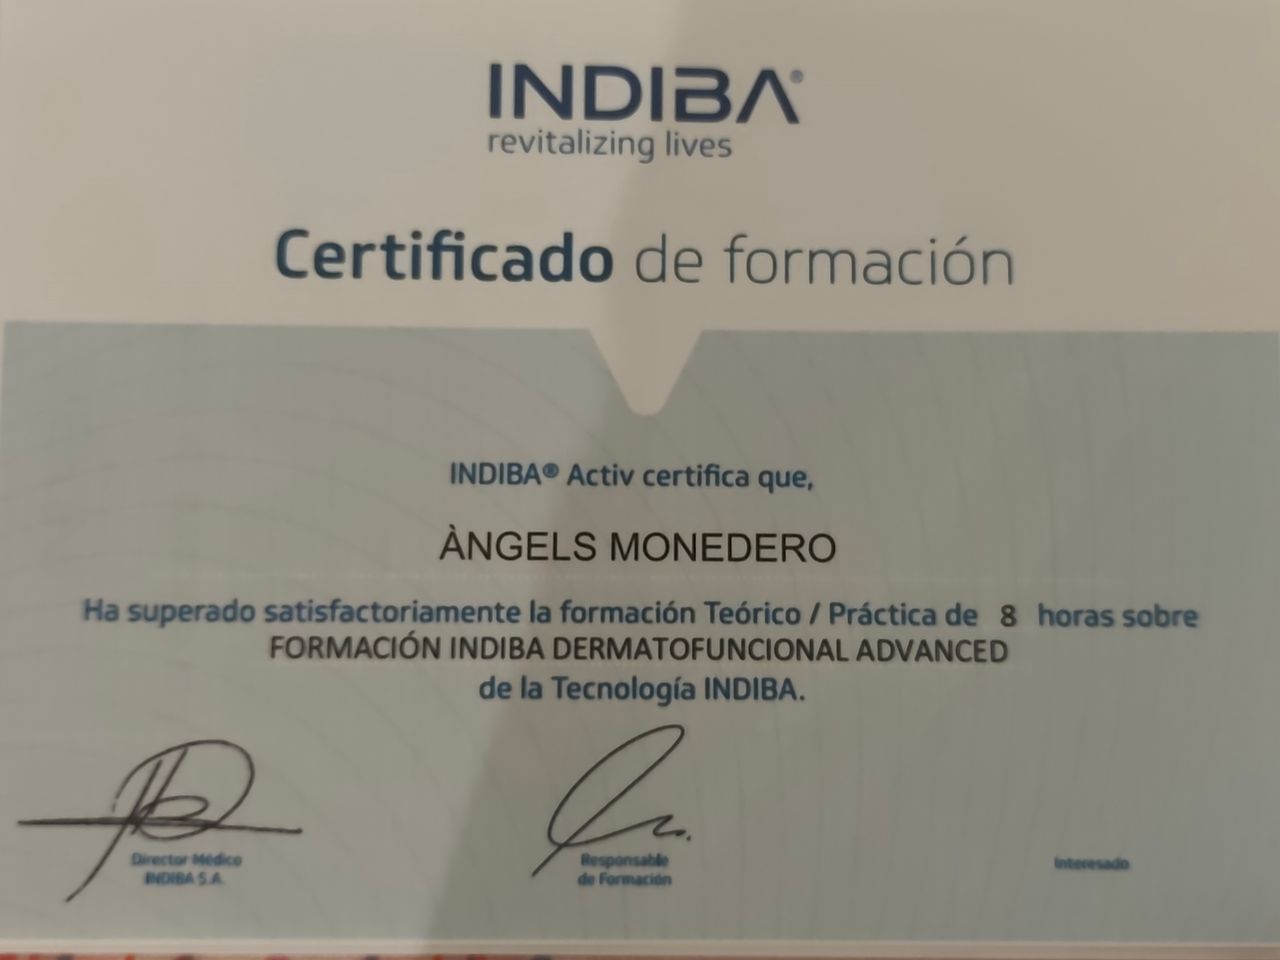 INDIBA®
revitalizing lives
Certificado de formación
INDIBA® Activ certifica que,
ÀNGELS MONEDERO
Ha superado satisfactoriamente la formación Teórico / Práctica de 8 horas sobre
FORMACIÓN INDIBA DERMATOFUNCIONAL ADVANCED
de la Tecnología INDIBA.
Director Médico
INDIBA S.A.
Responsable
de Formación
Interesado